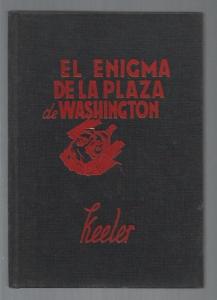 EL ENIGMA
DE LA PLAZA
de WASHINGTON
Keeler